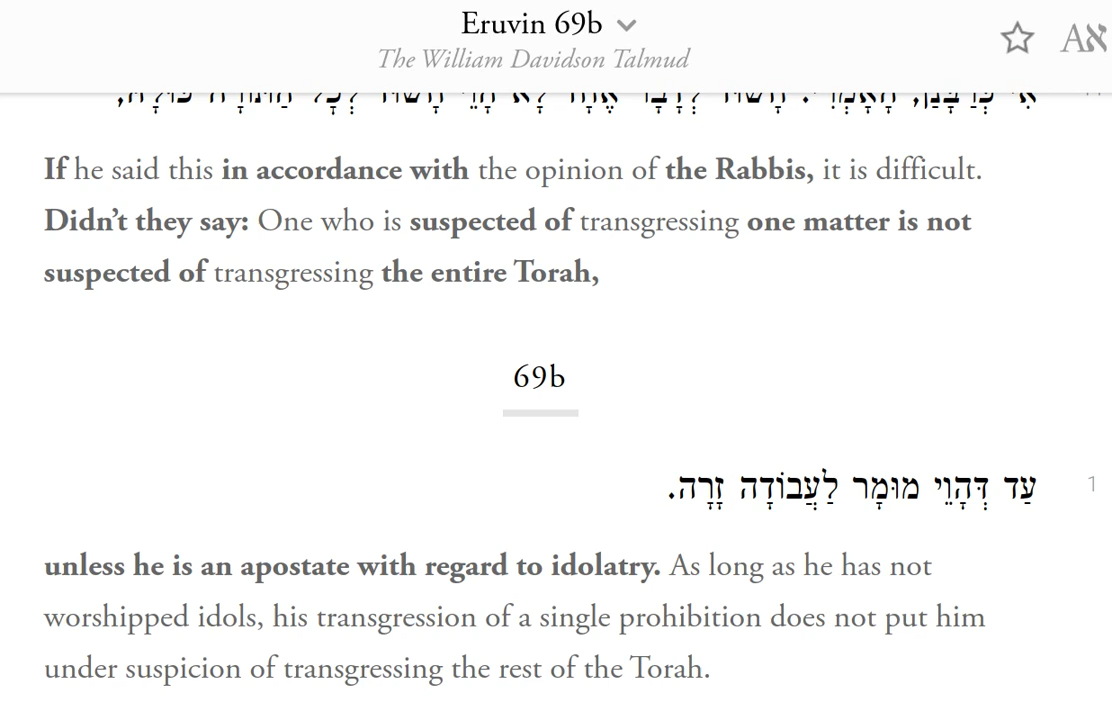 Eruvin 69b
The William Davidson Talmud
Aא
If he said this in accordance with the opinion of the Rabbis, it is difficult.
Didn’t they say: One who is suspected of transgressing one matter is not
suspected of transgressing the entire Torah,
69b
עַד דְּהָוֵי מוּמָר לַעֲבוֹדָה זָרָה.
1
unless he is an apostate with regard to idolatry. As long as he has not
worshipped idols, his transgression of a single prohibition does not put him
under suspicion of transgressing the rest of the Torah.